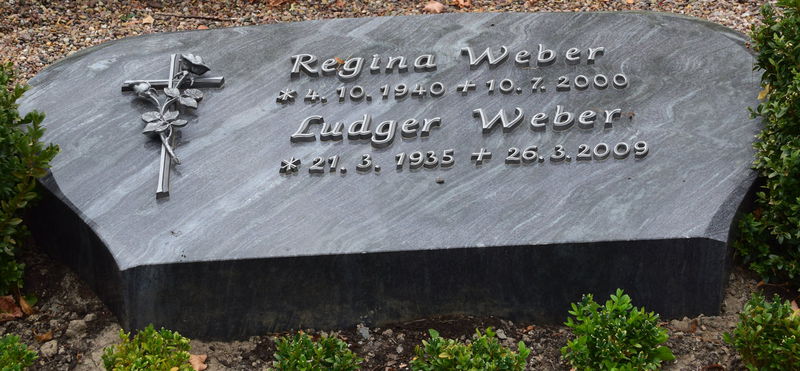 Regina Weber
* 4. 10. 1940 + 10. 7. 2000
Ludger Weber
* 21. 3. 1935 + 26. 3. 2009